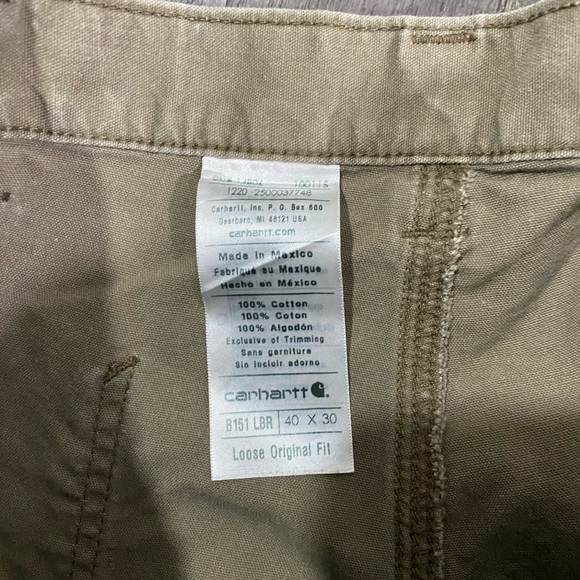 100115
1220 2500037748
Carhartt, Inc. P. O. Box 600
Dearborn, MI 48121 USA
carhartt.com
Made in Mexico
Fabriqué au Mexique
Hecho en México
100% Cotton
100% Coton
100% Algodón
Exclusive of Trimming
Sans garniture
Sin incluir adorno
carhartt
B151 LBR 40 X 30
Loose Original Fit